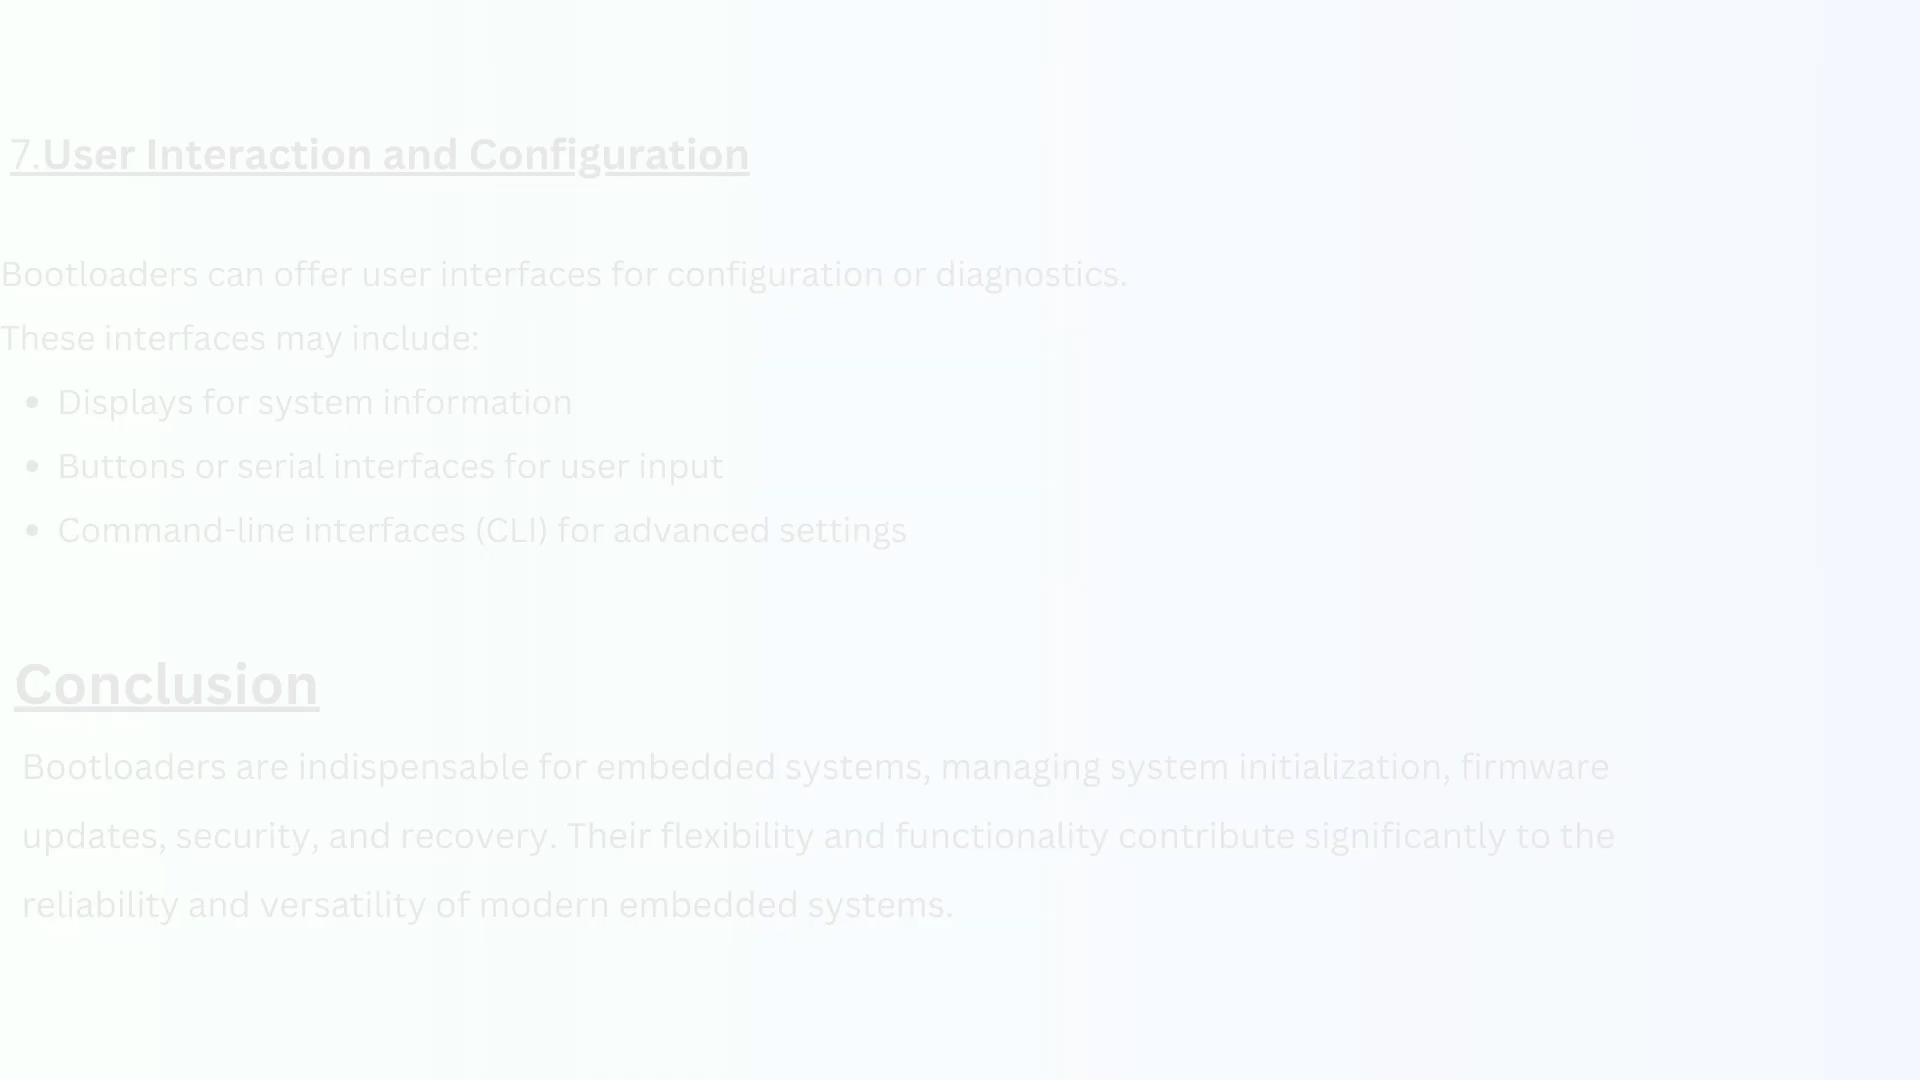 7.User Interaction and Configuration
Bootloaders can offer user interfaces for configuration or diagnostics.
These interfaces may include:
• Displays for system information
• Buttons or serial interfaces for user input
• Command-line interfaces (CLI) for advanced settings
Conclusion
Bootloaders are indispensable for embedded systems, managing system initialization, firmware
updates, security, and recovery. Their flexibility and functionality contribute significantly to the
reliability and versatility of modern embedded systems.